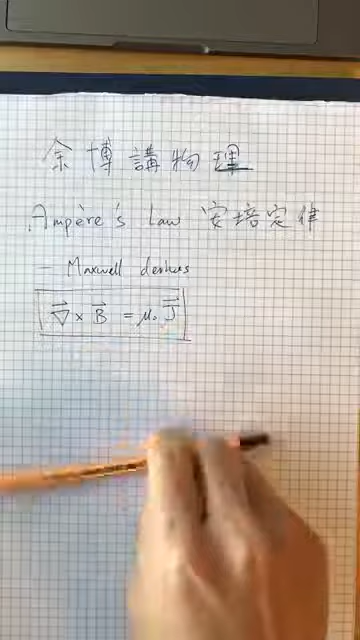 余博講物理
Ampère's Law 安培定律
– Maxwell derives
∇⃗ × B⃗ = μ₀ J⃗